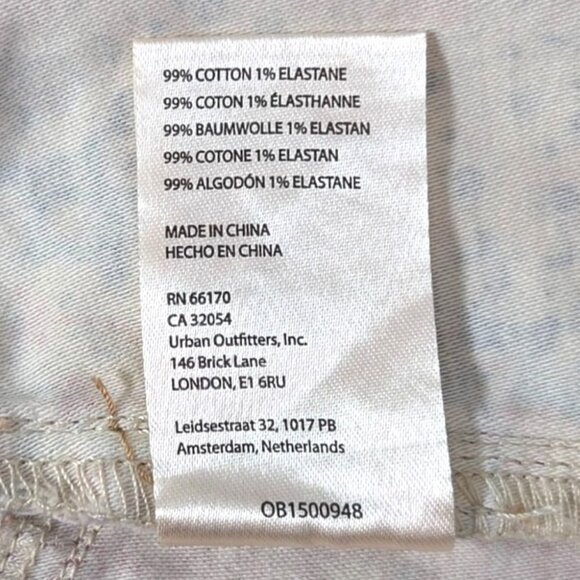 99% COTTON 1% ELASTANE
99% COTON 1% ÉLASTHANNE
99% BAUMWOLLE 1% ELASTAN
99% COTONE 1% ELASTAN
99% ALGODÓN 1% ELASTANE
MADE IN CHINA
HECHO EN CHINA
RN 66170
CA 32054
Urban Outfitters, Inc.
146 Brick Lane
LONDON, E1 6RU
Leidsestraat 32, 1017 PB
Amsterdam, Netherlands
OB1500948